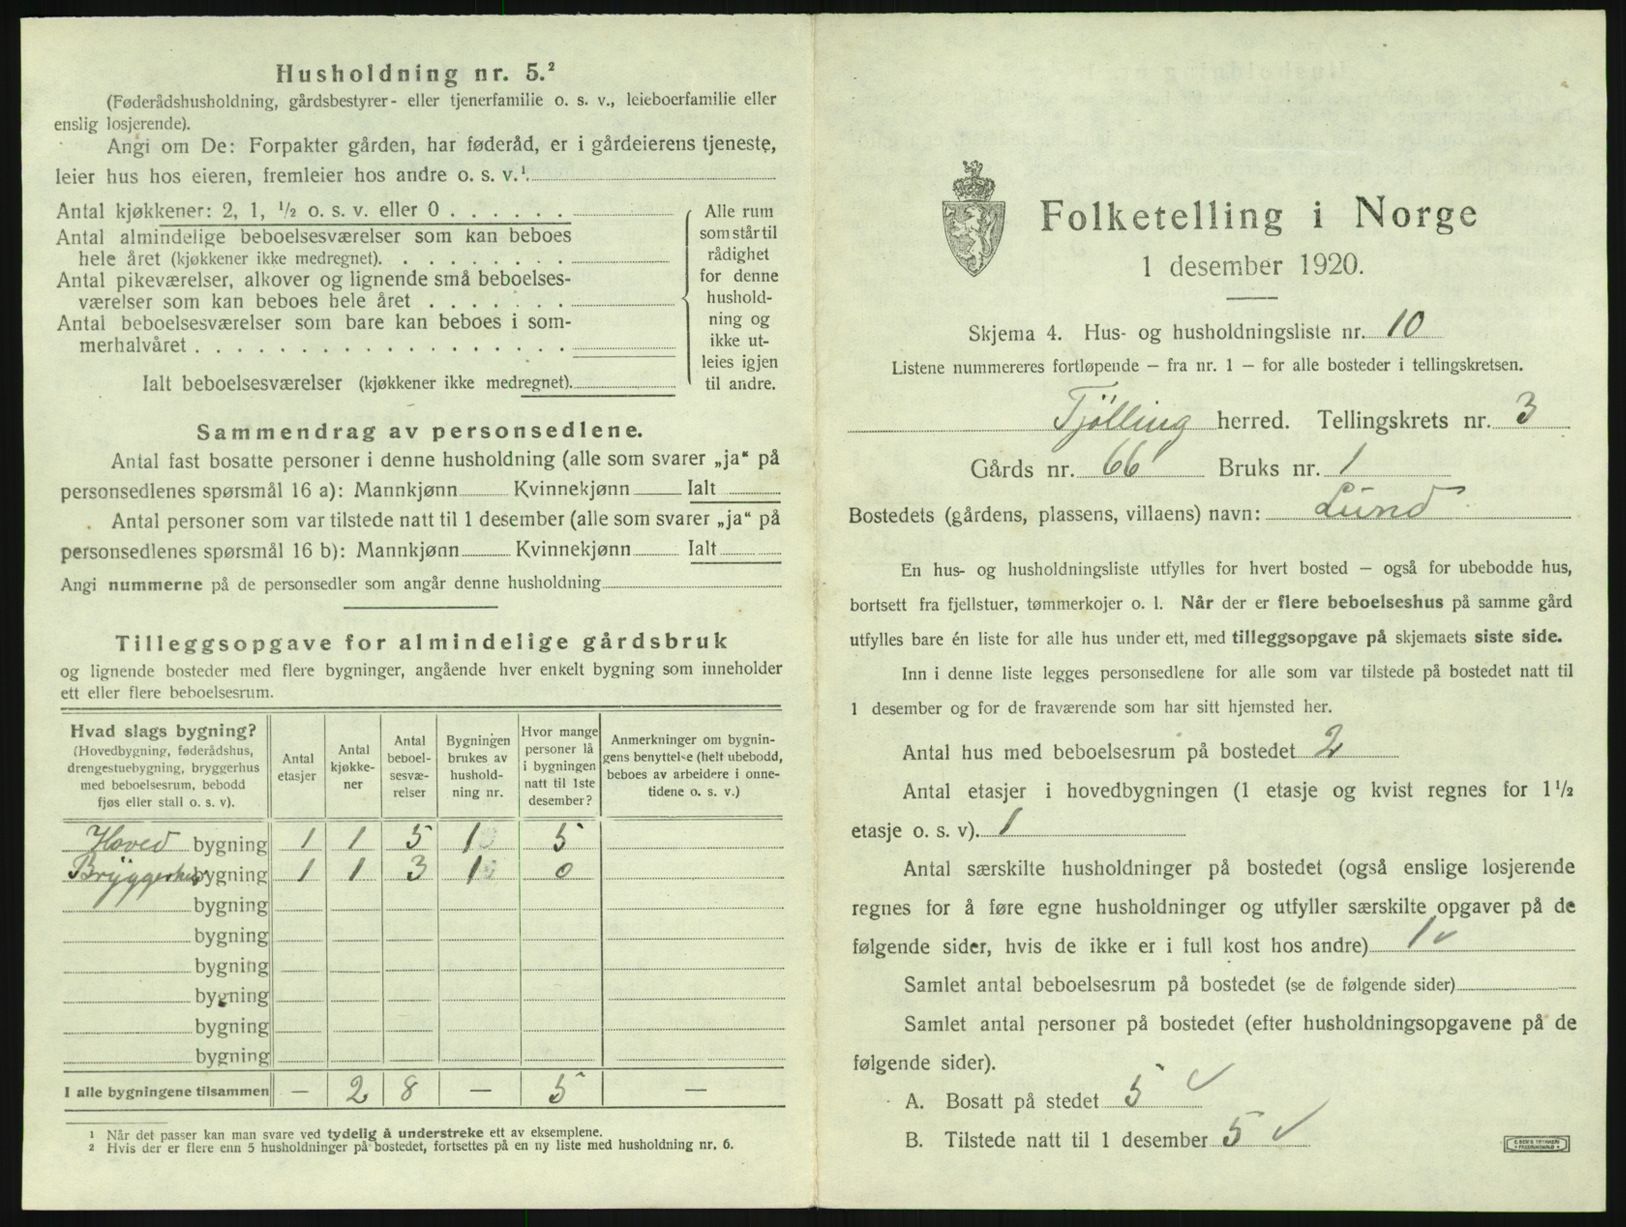 Husholdning nr. 5.²
(Føderådshusholdning, gårdsbestyrer- eller tjenerfamilie o. s. v., leieboerfamilie eller
enslig losjerende).
Angi om De: Forpakter gården, har føderåd, er i gårdeierens tjeneste,
leier hus hos eieren, fremleier hos andre o. s. v.¹
Antal kjøkkener: 2, 1, ½ o. s. v. eller 0 . . . . . .
Antal almindelige beboelsesværelser som kan beboes
hele året (kjøkkener ikke medregnet). . . . . . . . .
Antal pikeværelser, alkover og lignende små beboelses-
værelser som kan beboes hele året . . . . . . .
Antal beboelsesværelser som bare kan beboes i som-
merhalvåret . . . . . . . . . . . . . . . . . .
Ialt beboelsesværelser (kjøkkener ikke medregnet).
Alle rum
som står til
rådighet
for denne
hushold-
ning og
ikke ut-
leies igjen
til andre.
Sammendrag av personsedlene.
Antal fast bosatte personer i denne husholdning (alle som svarer „ja“ på
personsedlenes spørsmål 16 a): Mannkjønn Kvinnekjønn Ialt
Antal personer som var tilstede natt til 1 desember (alle som svarer „ja“ på
personsedlenes spørsmål 16 b): Mannkjønn Kvinnekjønn Ialt
Angi nummerne på de personsedler som angår denne husholdning
Tilleggsopgave for almindelige gårdsbruk
og lignende bosteder med flere bygninger, angående hver enkelt bygning som inneholder
ett eller flere beboelsesrum.
Hvad slags bygning?
(Hovedbygning, føderådshus,
drengestuebygning, bryggerhus
med beboelsesrum, bebodd
fjøs eller stall o. s. v).
Antal
etasjer
Antal
kjøkke-
ner
Antal
beboel-
sesvæ-
relser
Bygningen
brukes av
hushold-
ning nr.
Hvor mange
personer lå
i bygningen
natt til 1ste
desember?
Anmerkninger om bygnin-
gens benyttelse (helt ubebodd,
beboes av arbeidere i onne-
tidene o. s. v.)
Hoved bygning 1 1 5 1 5
Bryggerhus bygning 1 1 3 1 0
bygning
bygning
bygning
bygning
bygning
bygning
I alle bygningene tilsammen — 2 8 — 5 —
¹ Når det passer kan man svare ved tydelig å understreke ett av eksemplene.
² Hvis der er flere enn 5 husholdninger på bostedet, fortsettes på en ny liste med husholdning nr. 6.
Folketelling i Norge
1 desember 1920.
Skjema 4. Hus- og husholdningsliste nr. 10
Listene nummereres fortløpende — fra nr. 1 — for alle bosteder i tellingskretsen.
Tjølling herred. Tellingskrets nr. 3
Gårds nr. 66 Bruks nr. 1
Bostedets (gårdens, plassens, villaens) navn: Lund
En hus- og husholdningsliste utfylles for hvert bosted — også for ubebodde hus,
bortsett fra fjellstuer, tømmerkojer o. l. Når der er flere beboelseshus på samme gård
utfylles bare én liste for alle hus under ett, med tilleggsopgave på skjemaets siste side.
Inn i denne liste legges personsedlene for alle som var tilstede på bostedet natt til
1 desember og for de fraværende som har sitt hjemsted her.
Antal hus med beboelsesrum på bostedet 2
Antal etasjer i hovedbygningen (1 etasje og kvist regnes for 1½
etasje o. s. v). 1
Antal særskilte husholdninger på bostedet (også enslige losjerende
regnes for å føre egne husholdninger og utfyller særskilte opgaver på de
følgende sider, hvis de ikke er i full kost hos andre) 1 ✓
Samlet antal beboelsesrum på bostedet (se de følgende sider)
Samlet antal personer på bostedet (efter husholdningsopgavene på de
følgende sider).
A. Bosatt på stedet 5 ✓
B. Tilstede natt til 1 desember 5 ✓